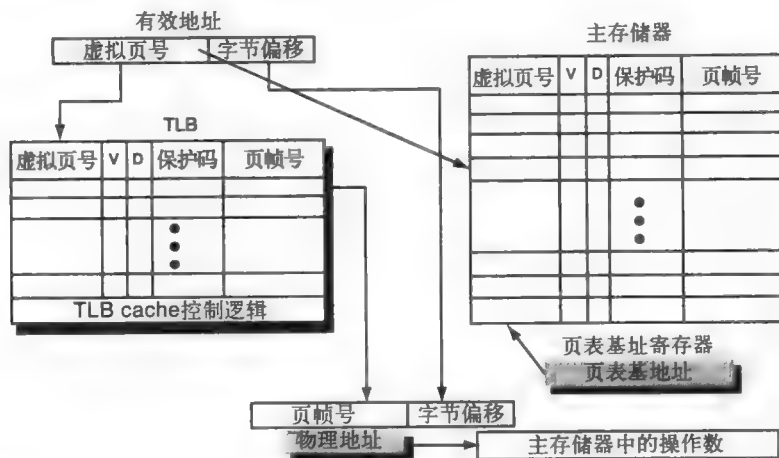 有效地址
虚拟页号 字节偏移
主存储器
虚拟页号 V D 保护码 页帧号
TLB
虚拟页号 V D 保护码 页帧号
TLB cache控制逻辑
页表基址寄存器
页表基地址
页帧号 字节偏移
物理地址
主存储器中的操作数